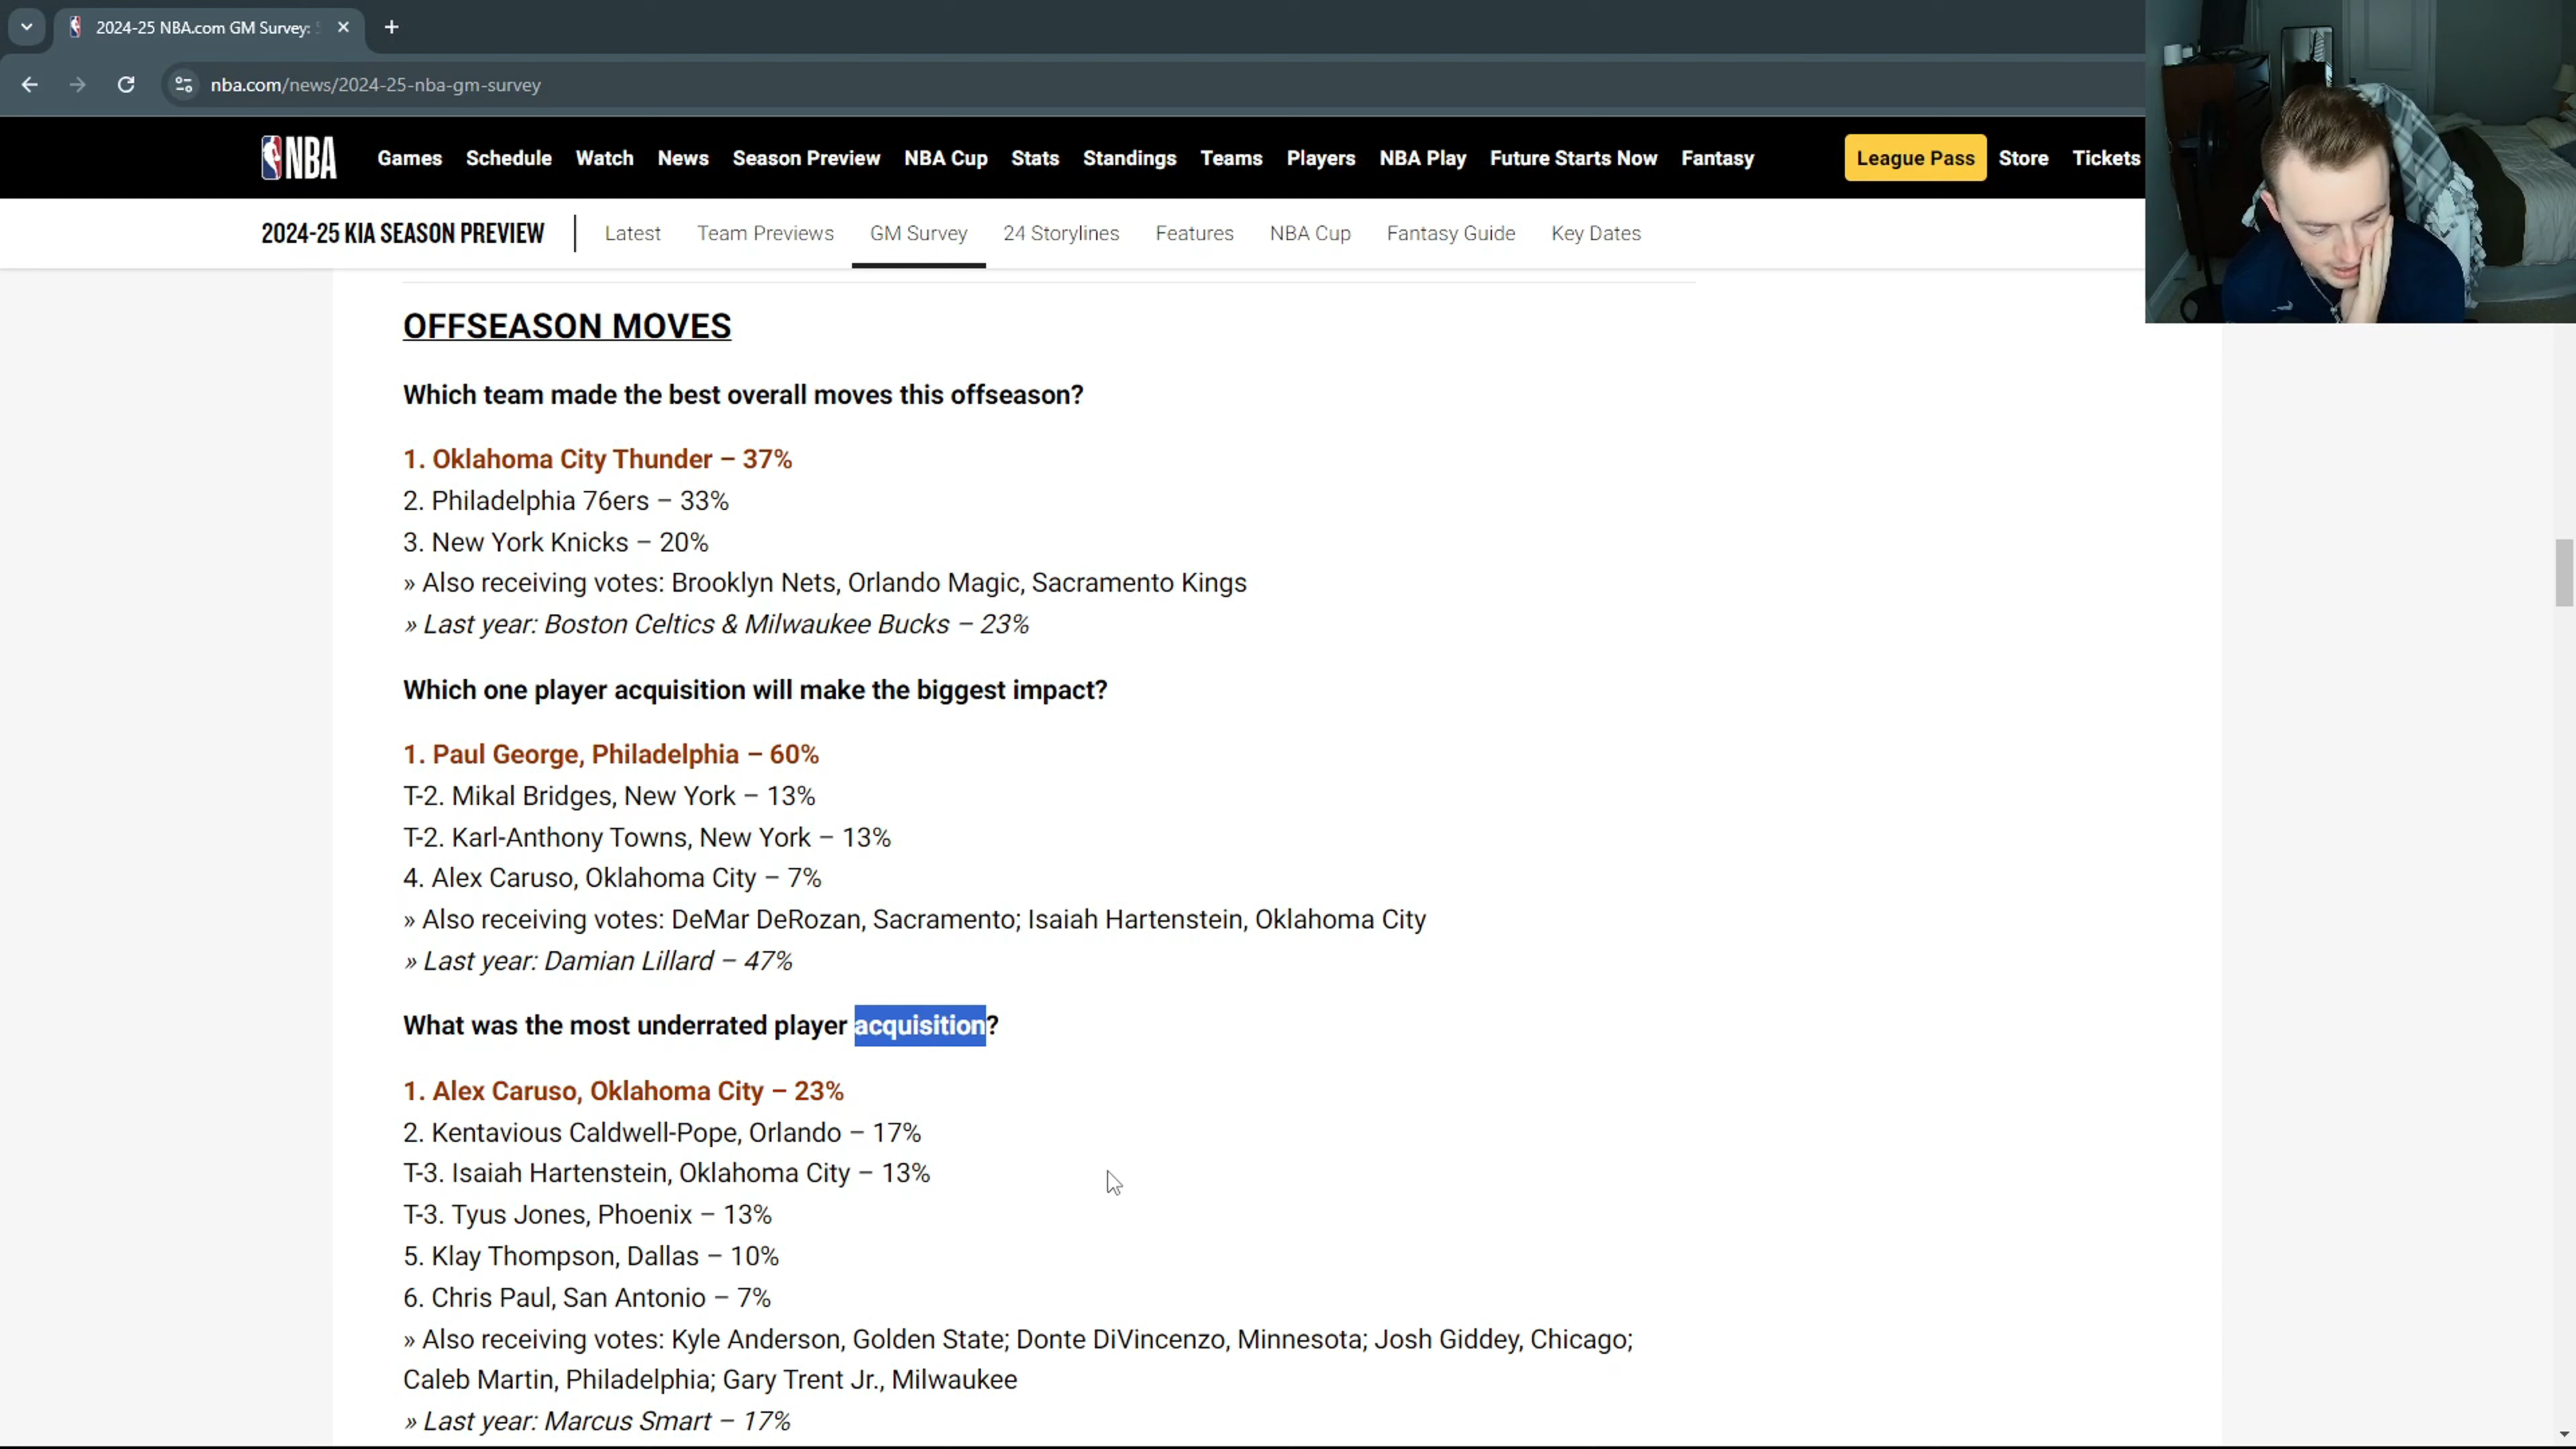 2024-25 NBA.com GM Survey:
nba.com/news/2024-25-nba-gm-survey
NBA Games Schedule Watch News Season Preview NBA Cup Stats Standings Teams Players NBA Play Future Starts Now Fantasy League Pass Store Tickets
2024-25 KIA SEASON PREVIEW Latest Team Previews GM Survey 24 Storylines Features NBA Cup Fantasy Guide Key Dates
OFFSEASON MOVES
Which team made the best overall moves this offseason?
1. Oklahoma City Thunder – 37%
2. Philadelphia 76ers – 33%
3. New York Knicks – 20%
» Also receiving votes: Brooklyn Nets, Orlando Magic, Sacramento Kings
» Last year: Boston Celtics & Milwaukee Bucks – 23%
Which one player acquisition will make the biggest impact?
1. Paul George, Philadelphia – 60%
T-2. Mikal Bridges, New York – 13%
T-2. Karl-Anthony Towns, New York – 13%
4. Alex Caruso, Oklahoma City – 7%
» Also receiving votes: DeMar DeRozan, Sacramento; Isaiah Hartenstein, Oklahoma City
» Last year: Damian Lillard – 47%
What was the most underrated player acquisition?
1. Alex Caruso, Oklahoma City – 23%
2. Kentavious Caldwell-Pope, Orlando – 17%
T-3. Isaiah Hartenstein, Oklahoma City – 13%
T-3. Tyus Jones, Phoenix – 13%
5. Klay Thompson, Dallas – 10%
6. Chris Paul, San Antonio – 7%
» Also receiving votes: Kyle Anderson, Golden State; Donte DiVincenzo, Minnesota; Josh Giddey, Chicago;
Caleb Martin, Philadelphia; Gary Trent Jr., Milwaukee
» Last year: Marcus Smart – 17%